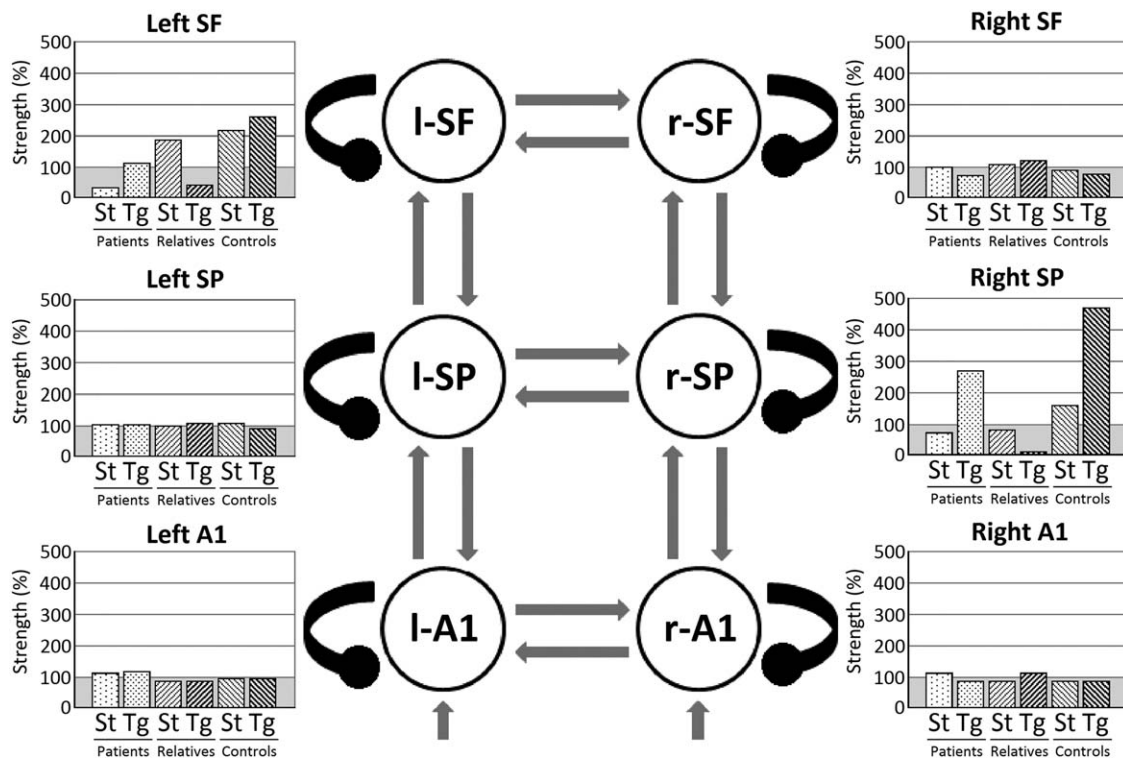 Left SF
Strength (%)
500
400
300
200
100
0
St Tg St Tg St Tg
Patients Relatives Controls
l-SF
r-SF
Right SF
Strength (%)
500
400
300
200
100
0
St Tg St Tg St Tg
Patients Relatives Controls
Left SP
Strength (%)
500
400
300
200
100
0
St Tg St Tg St Tg
Patients Relatives Controls
l-SP
r-SP
Right SP
Strength (%)
500
400
300
200
100
0
St Tg St Tg St Tg
Patients Relatives Controls
Left A1
Strength (%)
500
400
300
200
100
0
St Tg St Tg St Tg
Patients Relatives Controls
l-A1
r-A1
Right A1
Strength (%)
500
400
300
200
100
0
St Tg St Tg St Tg
Patients Relatives Controls